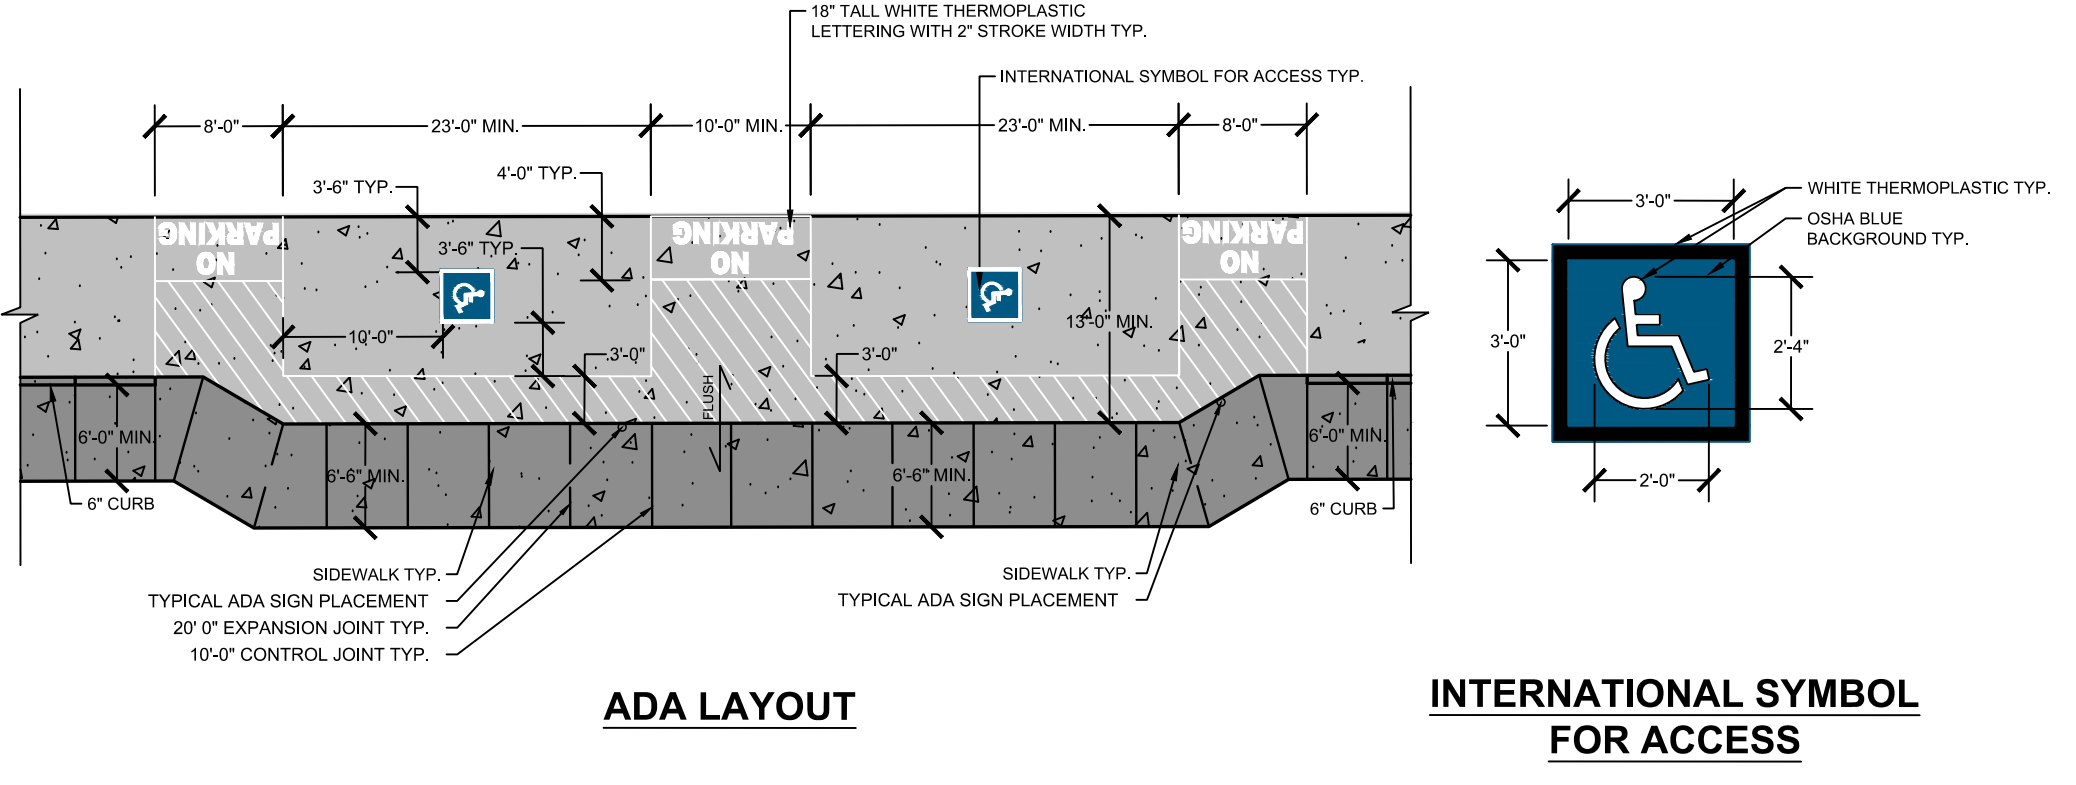 18" TALL WHITE THERMOPLASTIC
LETTERING WITH 2" STROKE WIDTH TYP.
INTERNATIONAL SYMBOL FOR ACCESS TYP.
8'-0"
23'-0" MIN.
10'-0" MIN.
23'-0" MIN.
8'-0"
3'-6" TYP.
4'-0" TYP.
NO
PARKING
NO
PARKING
NO
PARKING
3'-6" TYP.
10'-0"
3'-0"
3'-0"
13'-0" MIN.
FLUSH
6'-0" MIN.
6'-6" MIN.
6'-6" MIN.
6'-0" MIN.
6" CURB
6" CURB
SIDEWALK TYP.
TYPICAL ADA SIGN PLACEMENT
20' 0" EXPANSION JOINT TYP.
10'-0" CONTROL JOINT TYP.
SIDEWALK TYP.
TYPICAL ADA SIGN PLACEMENT
ADA LAYOUT
WHITE THERMOPLASTIC TYP.
OSHA BLUE
BACKGROUND TYP.
3'-0"
3'-0"
2'-4"
2'-0"
INTERNATIONAL SYMBOL
FOR ACCESS